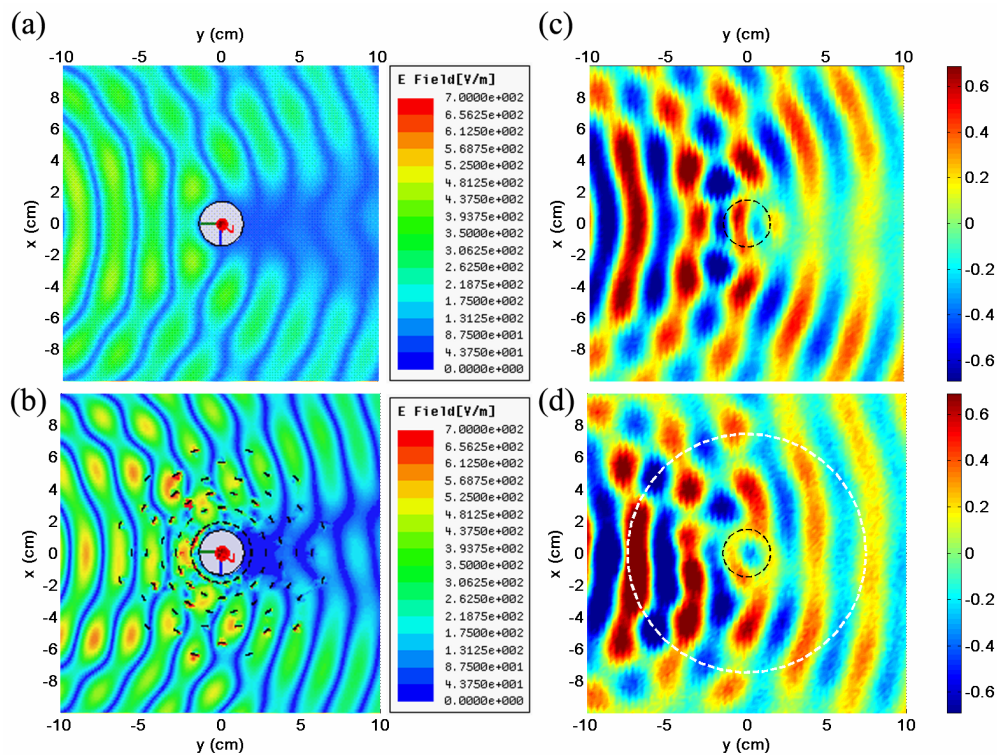 (a)
y (cm)
-10 -5 0 5 10
x (cm)
8
6
4
2
0
-2
-4
-6
-8
E Field[V/m]
7.0000e+002
6.5625e+002
6.1250e+002
5.6875e+002
5.2500e+002
4.8125e+002
4.3750e+002
3.9375e+002
3.5000e+002
3.0625e+002
2.6250e+002
2.1875e+002
1.7500e+002
1.3125e+002
8.7500e+001
4.3750e+001
0.0000e+000
(c)
y (cm)
-10 -5 0 5 10
x (cm)
8
6
4
2
0
-2
-4
-6
-8
0.6
0.4
0.2
0
-0.2
-0.4
-0.6
(b)
x (cm)
8
6
4
2
0
-2
-4
-6
-8
-10 -5 0 5 10
y (cm)
E Field[V/m]
7.0000e+002
6.5625e+002
6.1250e+002
5.6875e+002
5.2500e+002
4.8125e+002
4.3750e+002
3.9375e+002
3.5000e+002
3.0625e+002
2.6250e+002
2.1875e+002
1.7500e+002
1.3125e+002
8.7500e+001
4.3750e+001
0.0000e+000
(d)
x (cm)
8
6
4
2
0
-2
-4
-6
-8
-10 -5 0 5 10
y (cm)
0.6
0.4
0.2
0
-0.2
-0.4
-0.6